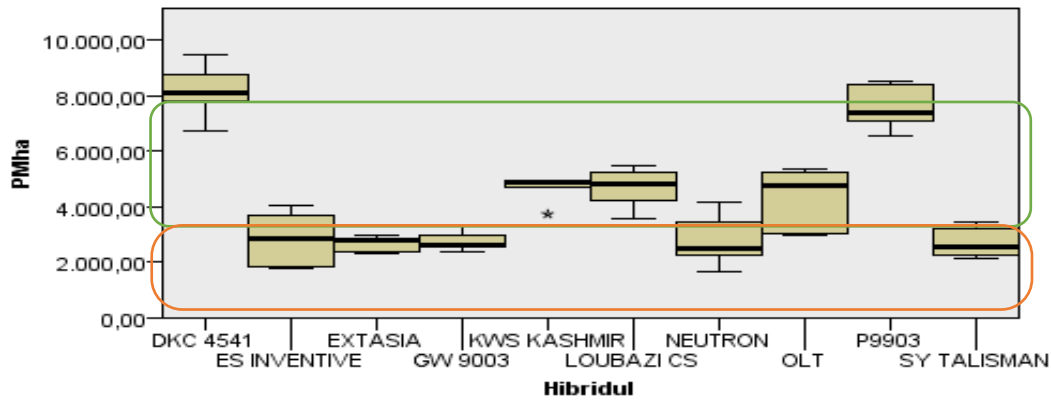 10.000,00
8.000,00
6.000,00
4.000,00
2.000,00
0,00
PMha
*
DKC 4541
ES INVENTIVE
EXTASIA
GW 9003
KWS KASHMIR
LOUBAZI CS
NEUTRON
OLT
P9903
SY TALISMAN
Hibridul